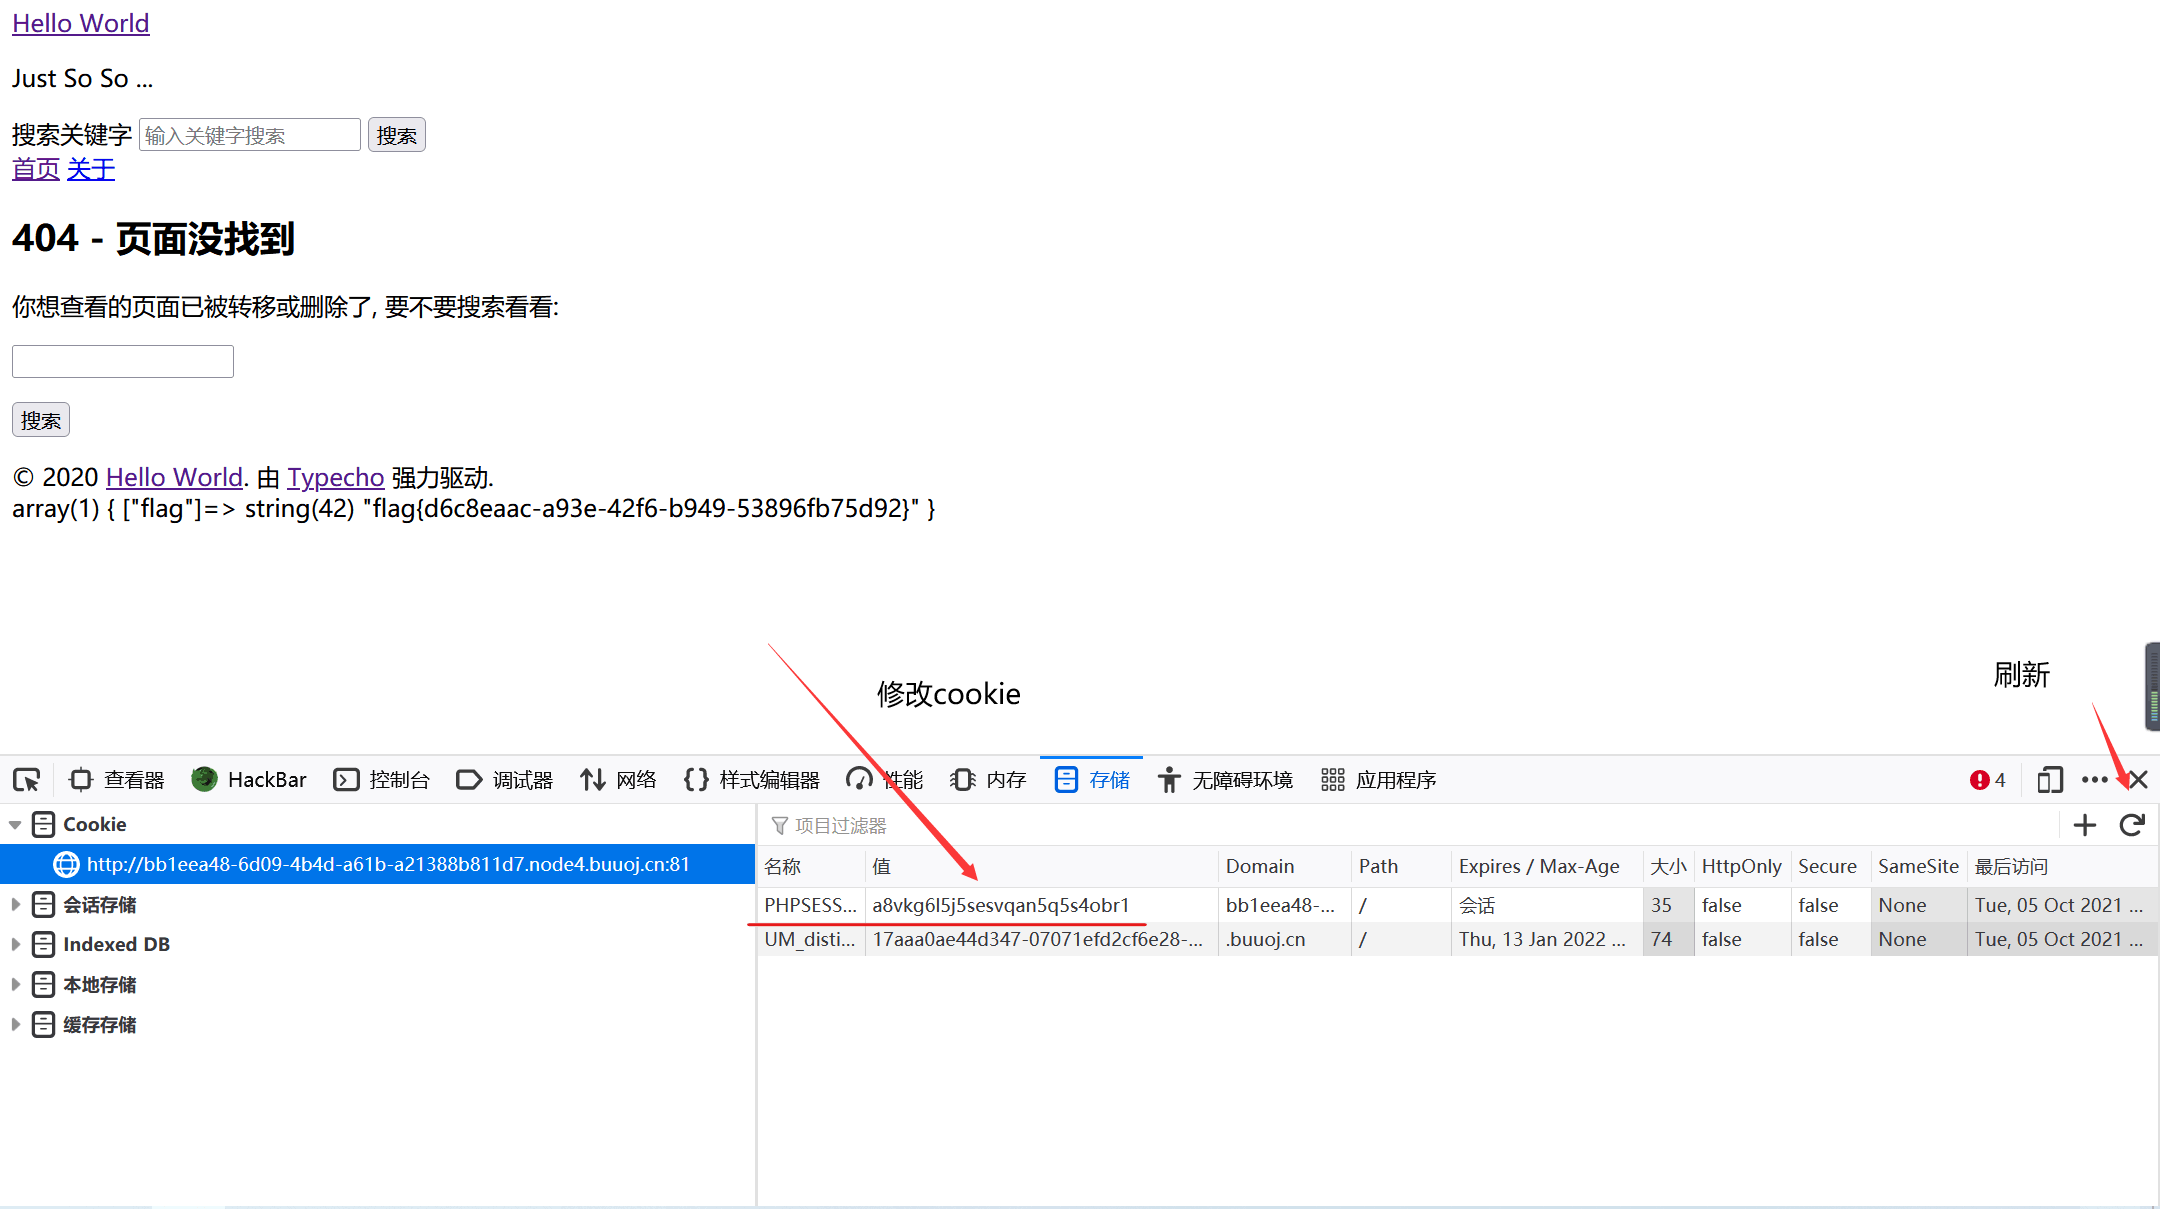 Hello World
Just So So ...
搜索关键字 输入关键字搜索 搜索
首页 关于
404 - 页面没找到
你想查看的页面已被转移或删除了, 要不要搜索看看:
搜索
© 2020 Hello World. 由 Typecho 强力驱动.
array(1) { ["flag"]=> string(42) "flag{d6c8eaac-a93e-42f6-b949-53896fb75d92}" }
刷新
修改cookie
查看器 HackBar 控制台 调试器 网络 样式编辑器 性能 内存 存储 无障碍环境 应用程序 4
Cookie
http://bb1eea48-6d09-4b4d-a61b-a21388b811d7.node4.buuoj.cn:81
会话存储
Indexed DB
本地存储
缓存存储
项目过滤器
名称 值 Domain Path Expires / Max-Age 大小 HttpOnly Secure SameSite 最后访问
PHPSESS... a8vkg6l5j5sesvqan5q5s4obr1 bb1eea48-... / 会话 35 false false None Tue, 05 Oct 2021 ...
UM_disti... 17aaa0ae44d347-07071efd2cf6e28-... .buuoj.cn / Thu, 13 Jan 2022 ... 74 false false None Tue, 05 Oct 2021 ...